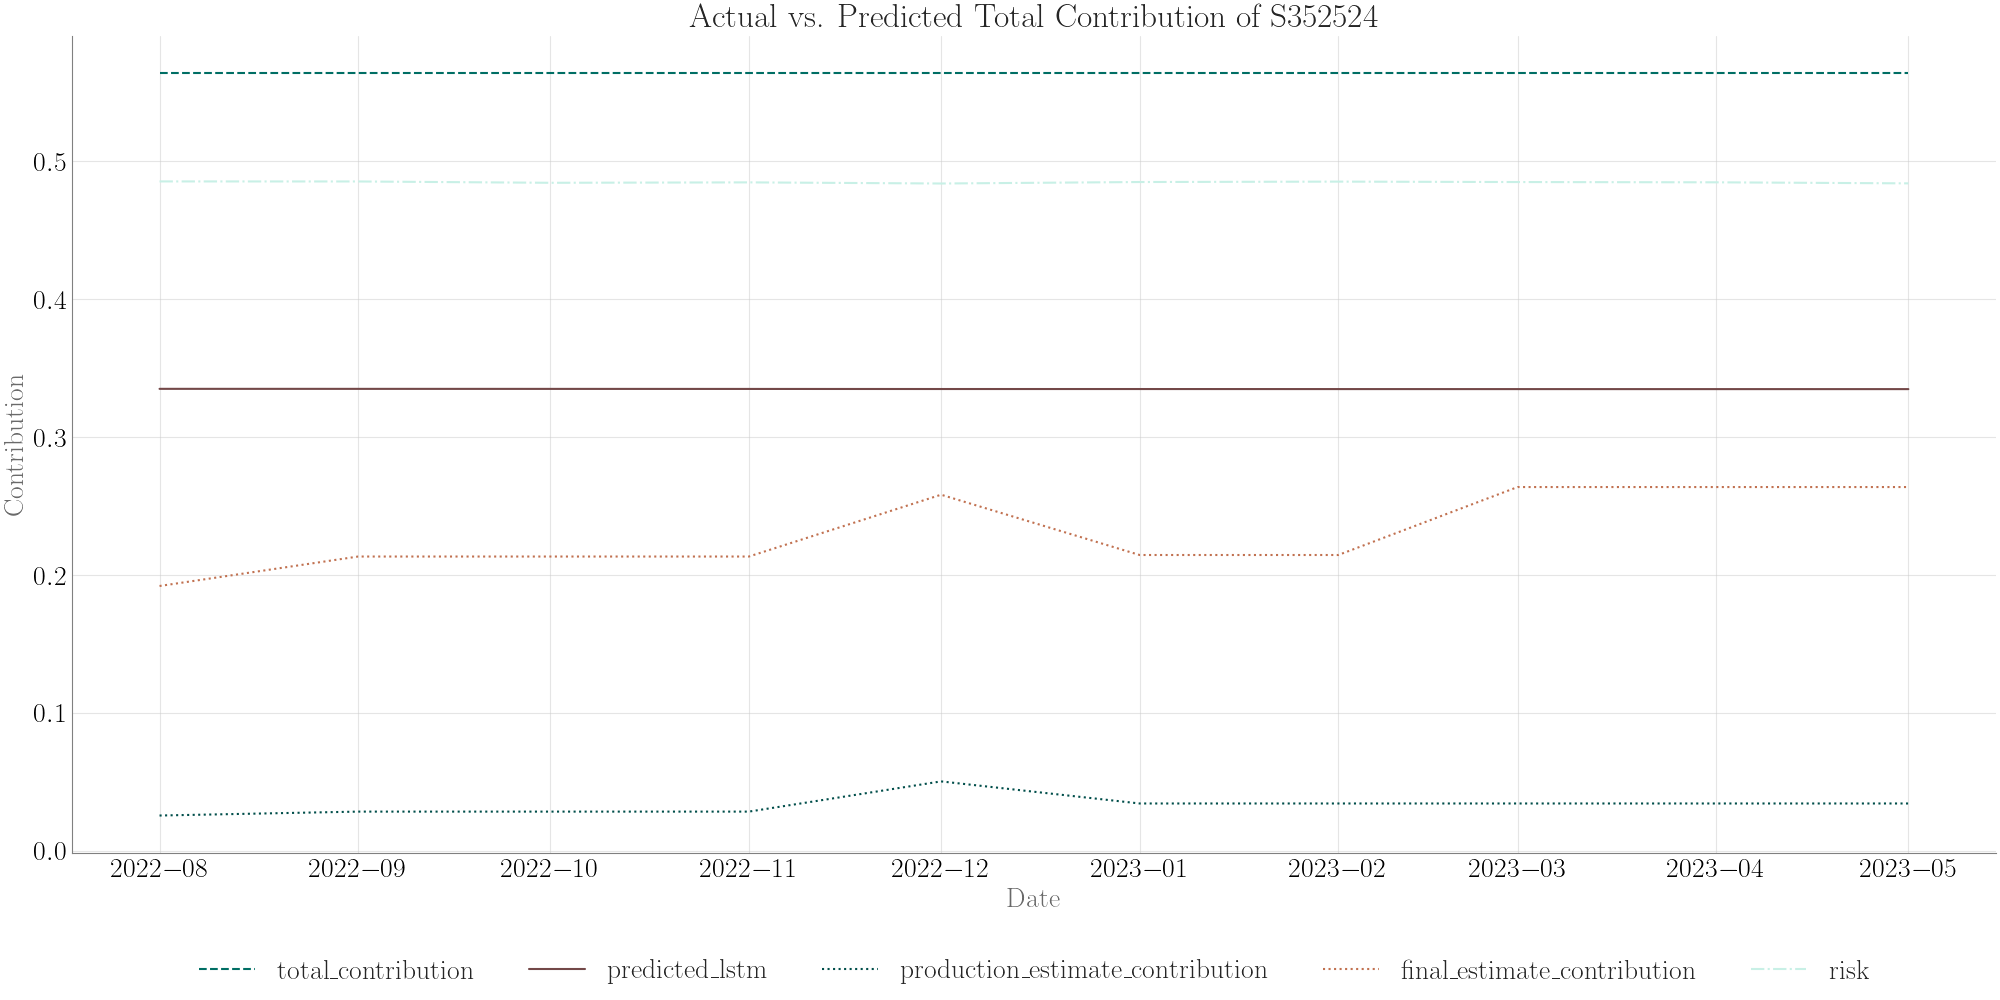 Actual vs. Predicted Total Contribution of S352524
Contribution
0.5
0.4
0.3
0.2
0.1
0.0
2022−08 2022−09 2022−10 2022−11 2022−12 2023−01 2023−02 2023−03 2023−04 2023−05
Date
total_contribution predicted_lstm production_estimate_contribution final_estimate_contribution risk